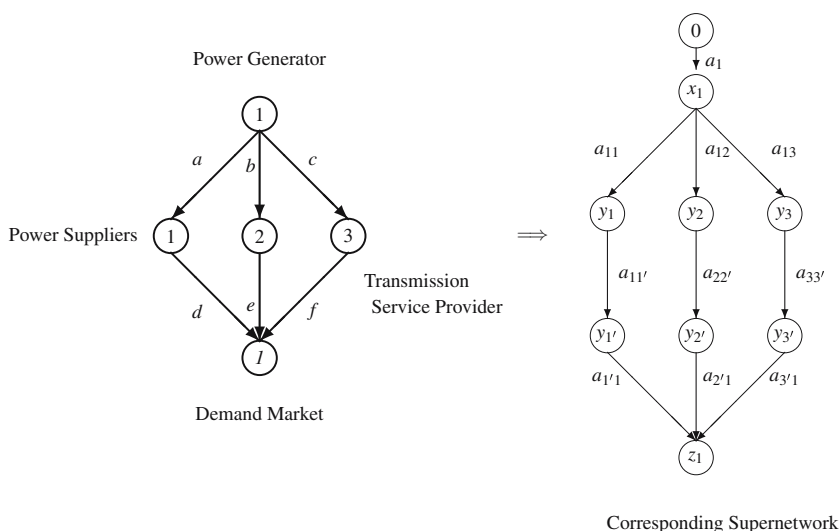 Power Generator
1
a
b
c
Power Suppliers
1
2
3
Transmission
Service Provider
d
e
f
1
Demand Market
⟹
0
a₁
x₁
a₁₁
a₁₂
a₁₃
y₁
y₂
y₃
a₁₁′
a₂₂′
a₃₃′
y₁′
y₂′
y₃′
a₁′₁
a₂′₁
a₃′₁
z₁
Corresponding Supernetwork